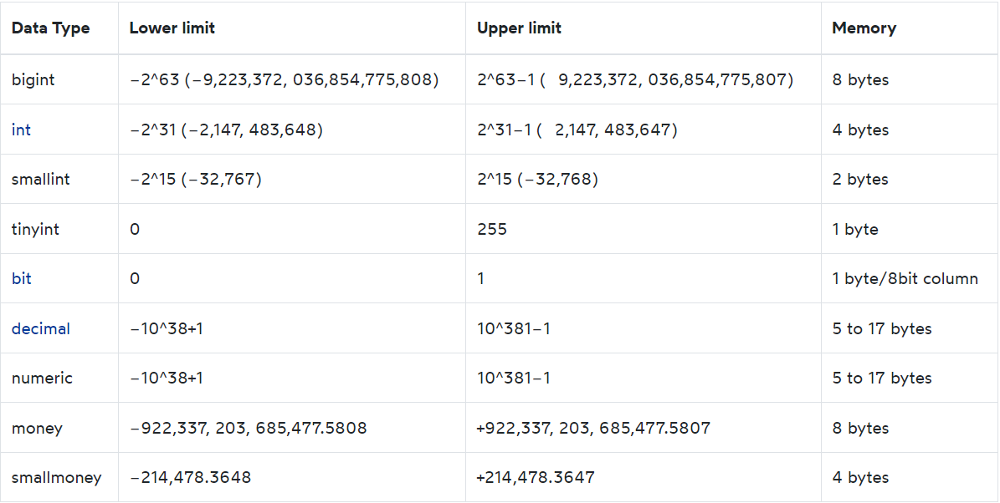 Data Type Lower limit Upper limit Memory
bigint −2^63 (−9,223,372, 036,854,775,808) 2^63−1 ( 9,223,372, 036,854,775,807) 8 bytes
int −2^31 (−2,147, 483,648) 2^31−1 ( 2,147, 483,647) 4 bytes
smallint −2^15 (−32,767) 2^15 (−32,768) 2 bytes
tinyint 0 255 1 byte
bit 0 1 1 byte/8bit column
decimal −10^38+1 10^381−1 5 to 17 bytes
numeric −10^38+1 10^381−1 5 to 17 bytes
money −922,337, 203, 685,477.5808 +922,337, 203, 685,477.5807 8 bytes
smallmoney −214,478.3648 +214,478.3647 4 bytes